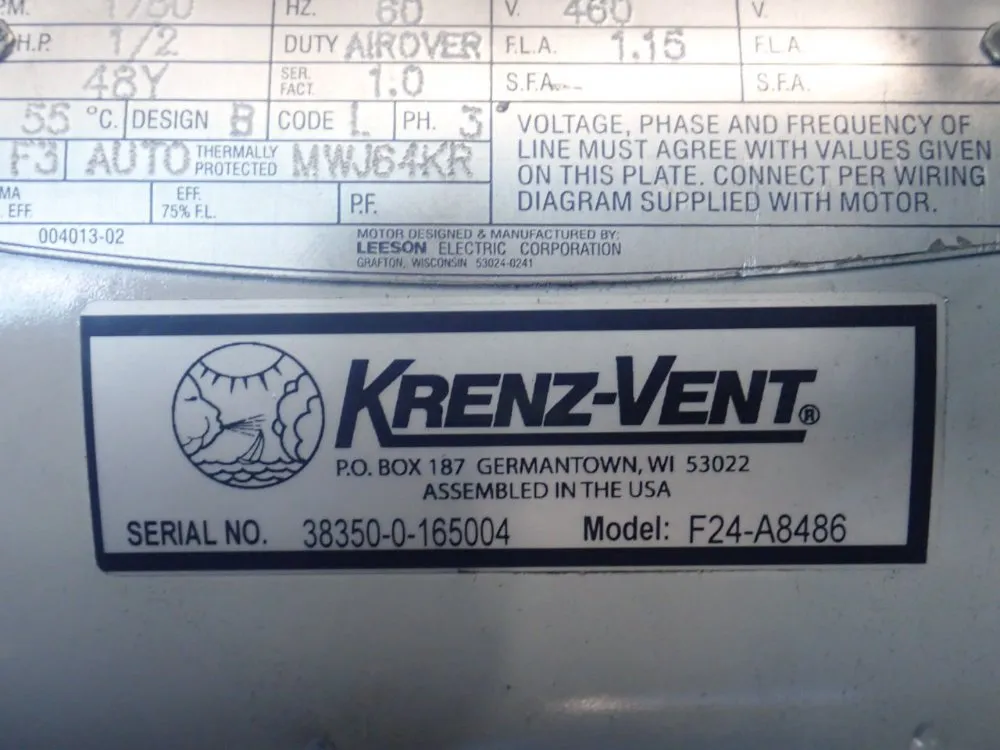 HZ. 60 V. 460 V.
H.P. 1/2 DUTY AIROVER F.L.A. 1.15 F.L.A.
48Y SER. FACT. 1.0 S.F.A. S.F.A.
55 °C. DESIGN B CODE L PH. 3
F3 AUTO THERMALLY PROTECTED MWJ64KR
VOLTAGE, PHASE AND FREQUENCY OF
LINE MUST AGREE WITH VALUES GIVEN
ON THIS PLATE. CONNECT PER WIRING
DIAGRAM SUPPLIED WITH MOTOR.
EFF. EFF. 75% F.L. P.F.
004013-02
MOTOR DESIGNED & MANUFACTURED BY:
LEESON ELECTRIC CORPORATION
GRAFTON, WISCONSIN 53024-0241
KRENZ-VENT®
P.O. BOX 187 GERMANTOWN, WI 53022
ASSEMBLED IN THE USA
SERIAL NO. 38350-0-165004 Model: F24-A8486